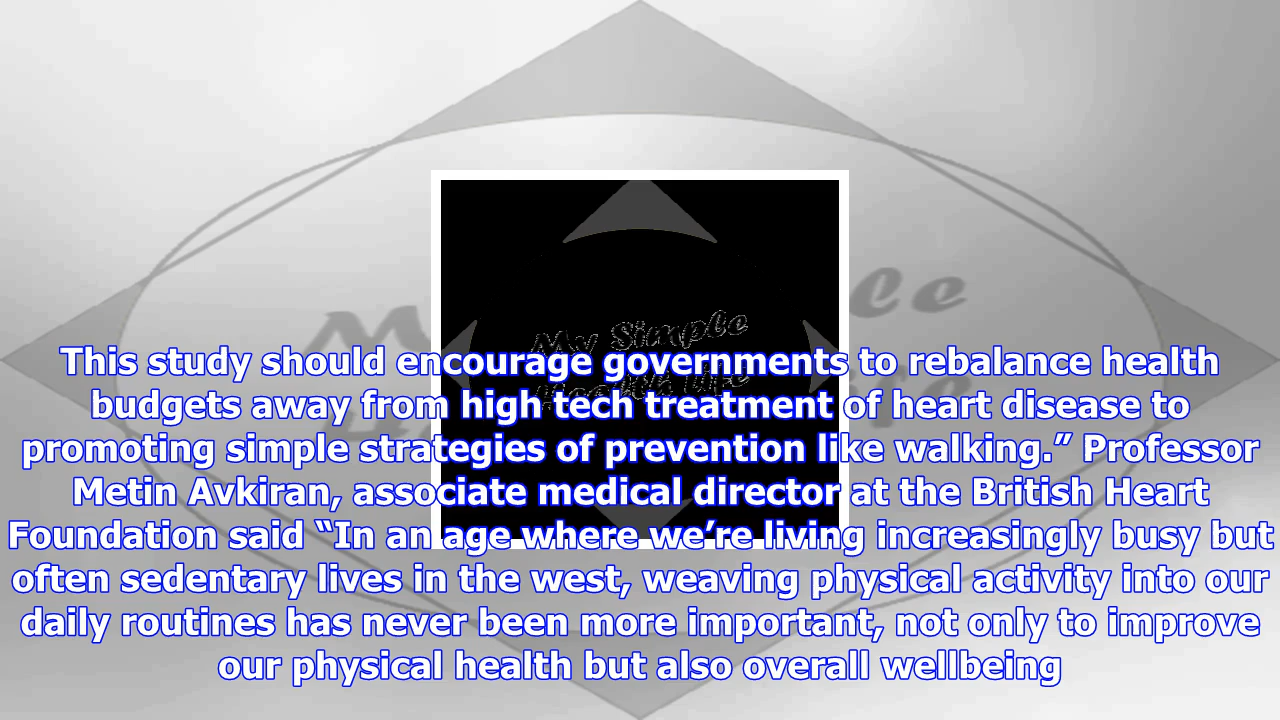 My Simple
This study should encourage governments to rebalance health
budgets away from high tech treatment of heart disease to
promoting simple strategies of prevention like walking.” Professor
Metin Avkiran, associate medical director at the British Heart
Foundation said “In an age where we’re living increasingly busy but
often sedentary lives in the west, weaving physical activity into our
daily routines has never been more important, not only to improve
our physical health but also overall wellbeing